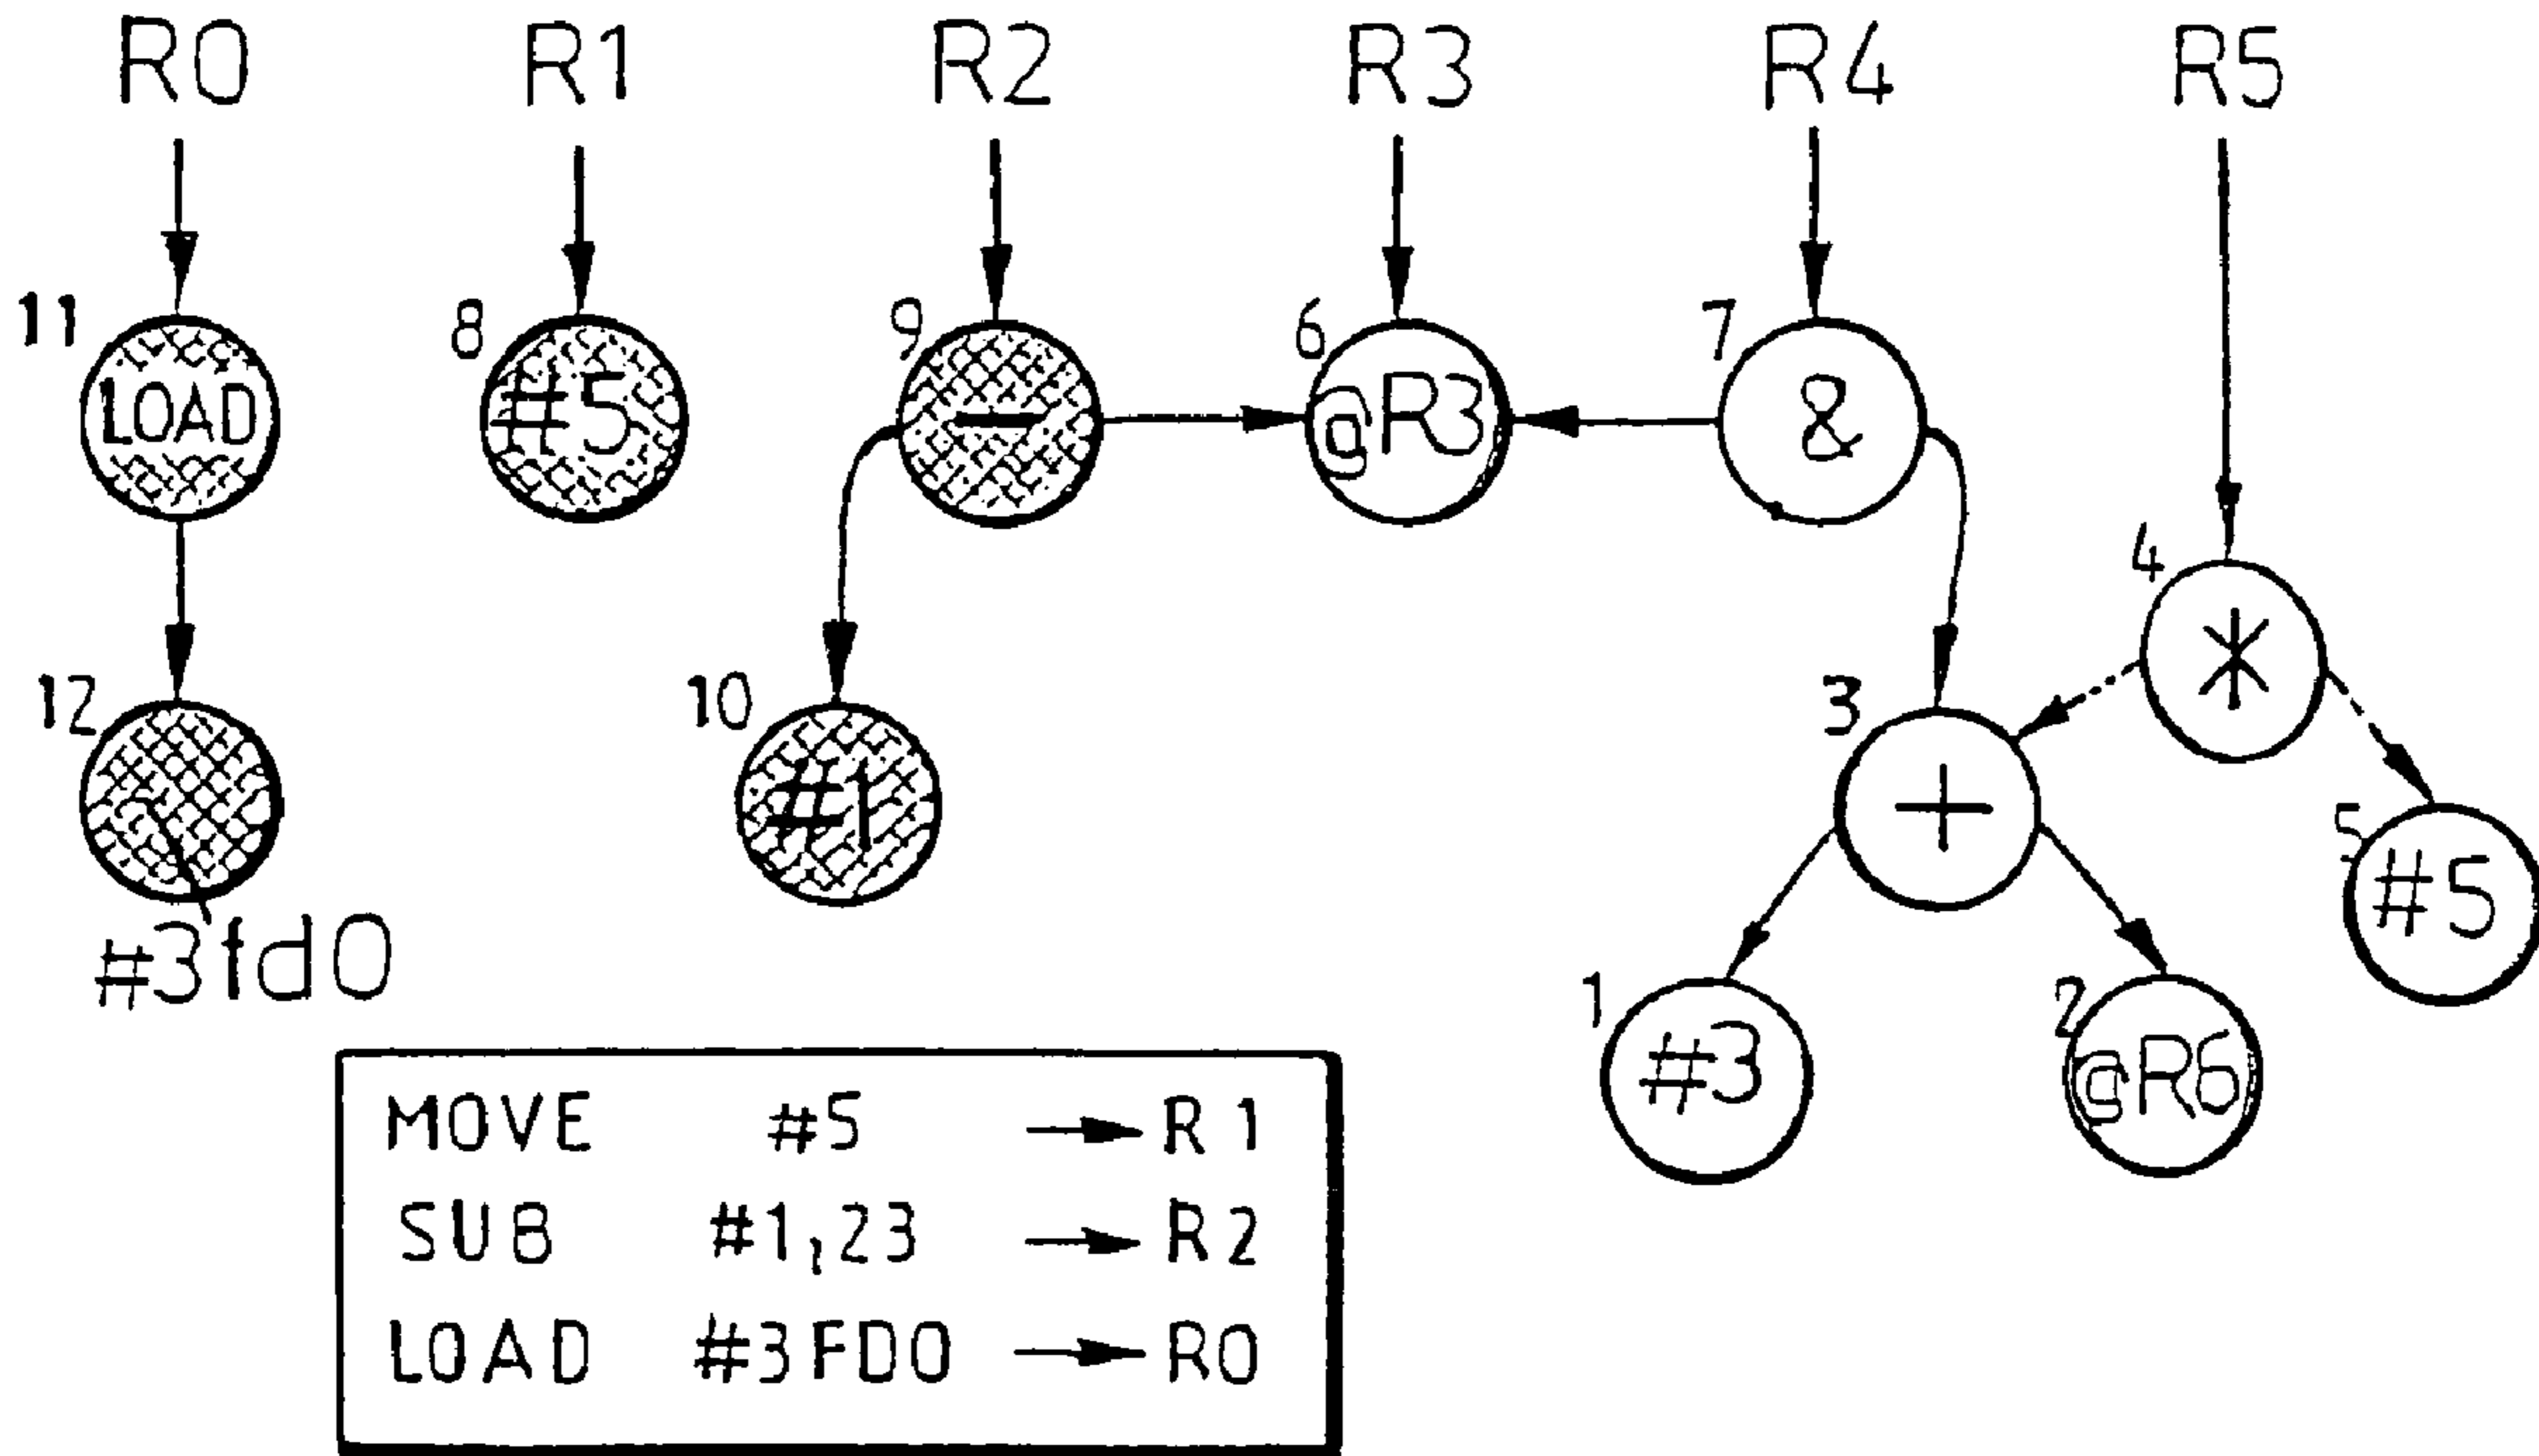 R0 R1 R2 R3 R4 R5
11 LOAD 8 #5 9 - 6 @R3 7 &
4 *
12 10 #1 3 + 5 #5
#3fd0 1 #3 2 @R6
MOVE #5 → R1
SUB #1,23 → R2
LOAD #3FD0 → R0